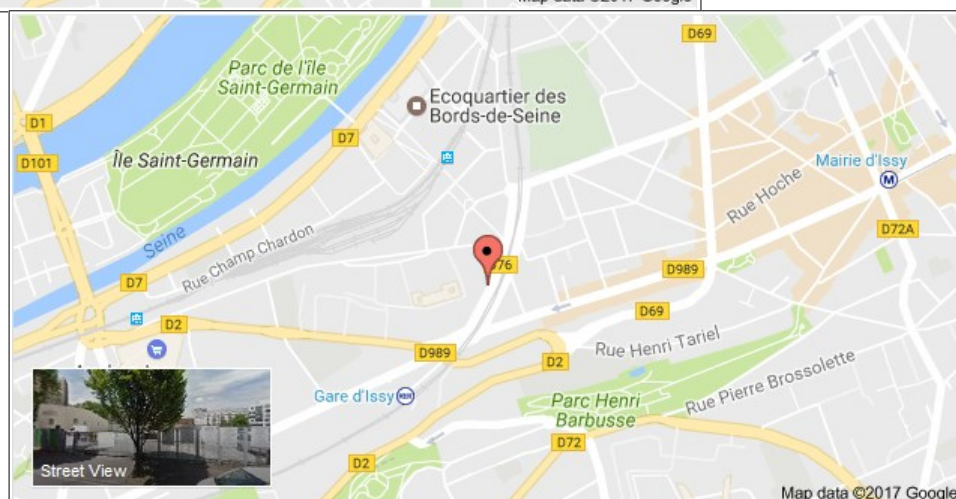 D69
Parc de l'île
Saint-Germain
Ecoquartier des
Bords-de-Seine
D1
D7
D101
Île Saint-Germain
Mairie d'Issy
M
Rue Hoche
D72A
Seine
Rue Champ Chardon
D76
D989
D7
D69
D2
Rue Henri Tariel
D989
D2
Rue Pierre Brossolette
Gare d'Issy
RER
Parc Henri
Barbusse
D72
D2
Street View
Map data ©2017 Google